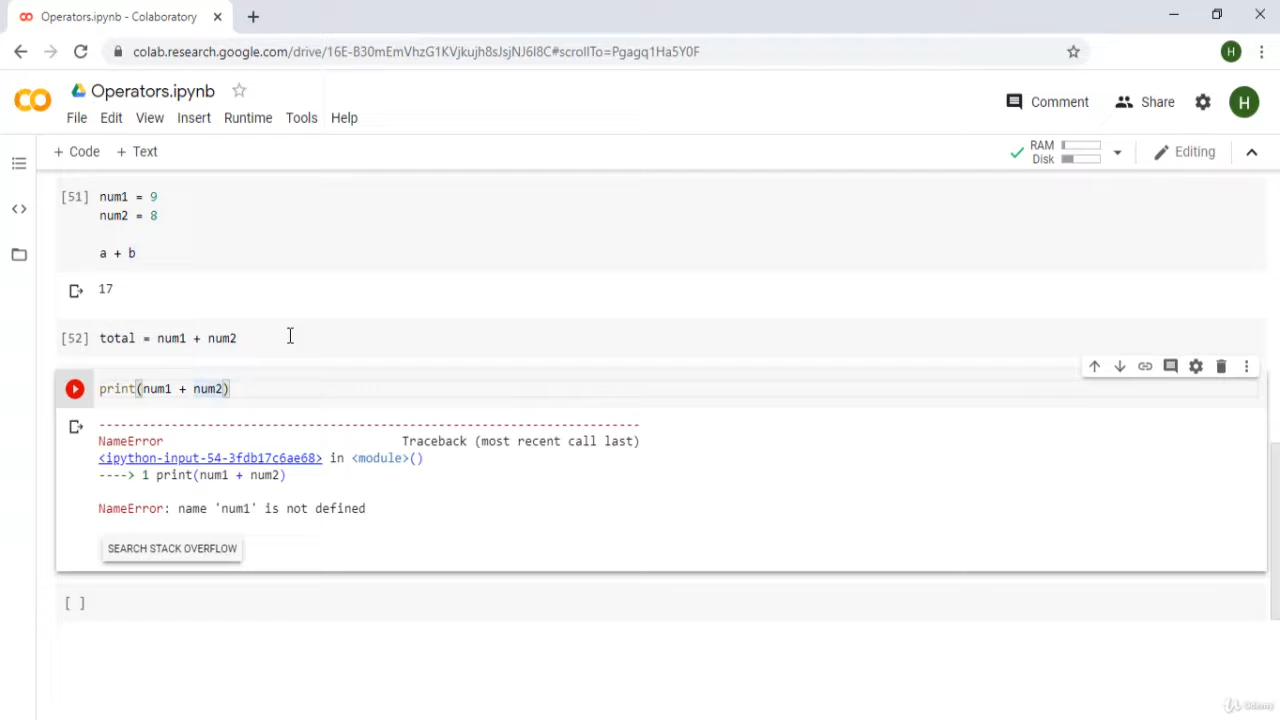 Operators.ipynb - Colaboratory
colab.research.google.com/drive/16E-B30mEmVhzG1KVjkujh8sJsjNJ6I8C#scrollTo=Pgagq1Ha5Y0F
H
CO
Operators.ipynb
Comment Share H
File Edit View Insert Runtime Tools Help
+ Code + Text
RAM
Disk
Editing
[51] num1 = 9
num2 = 8
a + b
17
[52] total = num1 + num2
print(num1 + num2)
---------------------------------------------------------------------------
NameError Traceback (most recent call last)
<ipython-input-54-3fdb17c6ae68> in <module>()
----> 1 print(num1 + num2)
NameError: name 'num1' is not defined
SEARCH STACK OVERFLOW
[ ]
Udemy